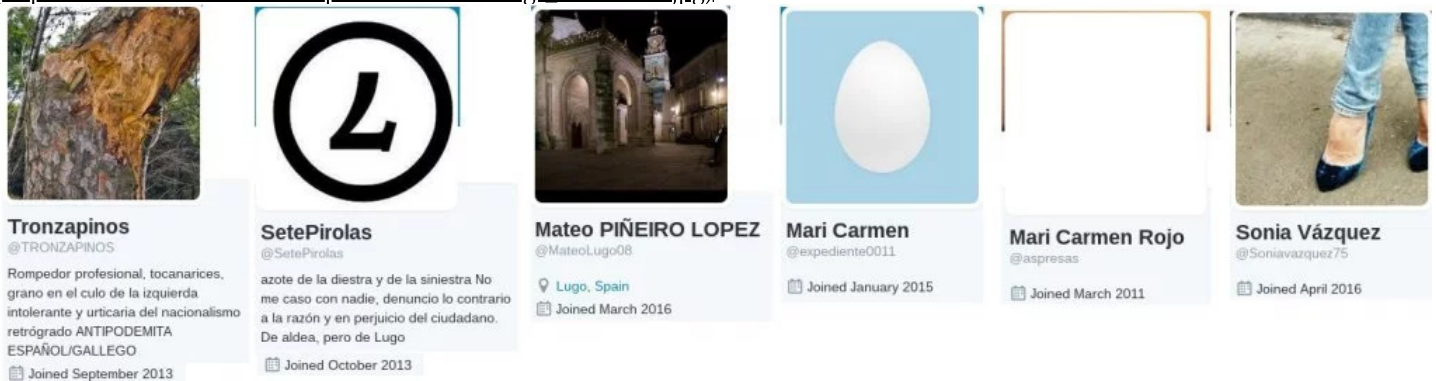 Tronzapinos
@TRONZAPINOS
Rompedor profesional, tocanarices,
grano en el culo de la izquierda
intolerante y urticaria del nacionalismo
retrógrado ANTIPODEMITA
ESPAÑOL/GALLEGO
Joined September 2013
SetePirolas
@SetePirolas
azote de la diestra y de la siniestra No
me caso con nadie, denuncio lo contrario
a la razón y en perjuicio del ciudadano.
De aldea, pero de Lugo
Joined October 2013
Mateo PIÑEIRO LOPEZ
@MateoLugo08
Lugo, Spain
Joined March 2016
Mari Carmen
@expediente0011
Joined January 2015
Mari Carmen Rojo
@aspresas
Joined March 2011
Sonia Vázquez
@Soniavazquez75
Joined April 2016